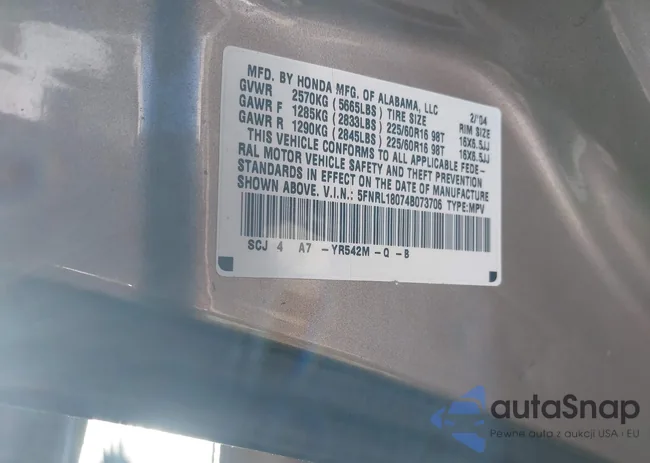 MFD. BY HONDA MFG. OF ALABAMA, LLC 2/04
GVWR 2570KG (5665LBS) TIRE SIZE RIM SIZE
GAWR F 1285KG (2833LBS) 225/60R16 98T 16X6.5JJ
GAWR R 1290KG (2845LBS) 225/60R16 98T 16X6.5JJ
THIS VEHICLE CONFORMS TO ALL APPLICABLE FEDE-
RAL MOTOR VEHICLE SAFETY AND THEFT PREVENTION
STANDARDS IN EFFECT ON THE DATE OF MANUFACTURE
SHOWN ABOVE. V.I.N.: 5FNRL18074B073706 TYPE:MPV
SCJ 4 A7 -YR542M-Q-B
autaSnap
Pewne auto z aukcji USA i EU